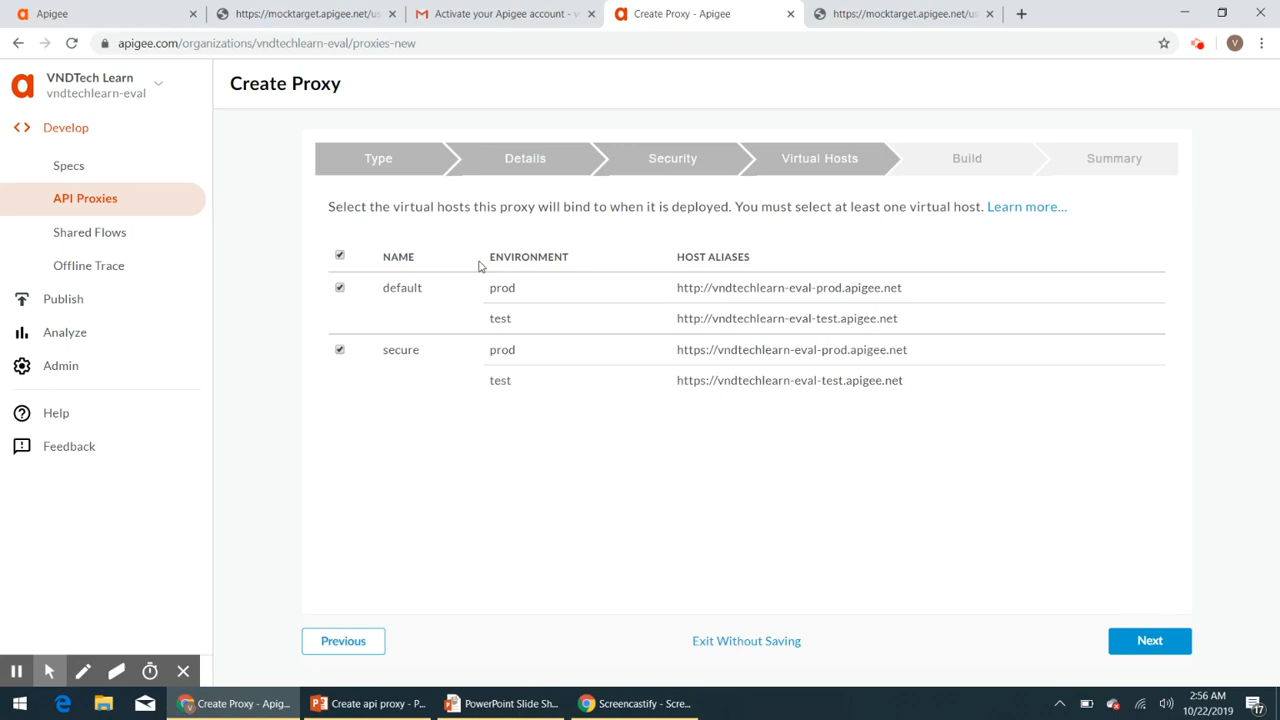 Apigee
https://mocktarget.apigee.net/us
Activate your Apigee account - v
Create Proxy - Apigee
https://mocktarget.apigee.net/us
apigee.com/organizations/vndtechlearn-eval/proxies-new
V
VNDTech Learn
vndtechlearn-eval
Develop
Specs
API Proxies
Shared Flows
Offline Trace
Publish
Analyze
Admin
Help
Feedback
Create Proxy
Type
Details
Security
Virtual Hosts
Build
Summary
Select the virtual hosts this proxy will bind to when it is deployed. You must select at least one virtual host. Learn more...
NAME ENVIRONMENT HOST ALIASES
default prod http://vndtechlearn-eval-prod.apigee.net
test http://vndtechlearn-eval-test.apigee.net
secure prod https://vndtechlearn-eval-prod.apigee.net
test https://vndtechlearn-eval-test.apigee.net
Previous
Exit Without Saving
Next
Create Proxy - Apig...
Create api proxy - P...
PowerPoint Slide Sh...
Screencastify - Scre...
2:56 AM
10/22/2019
17